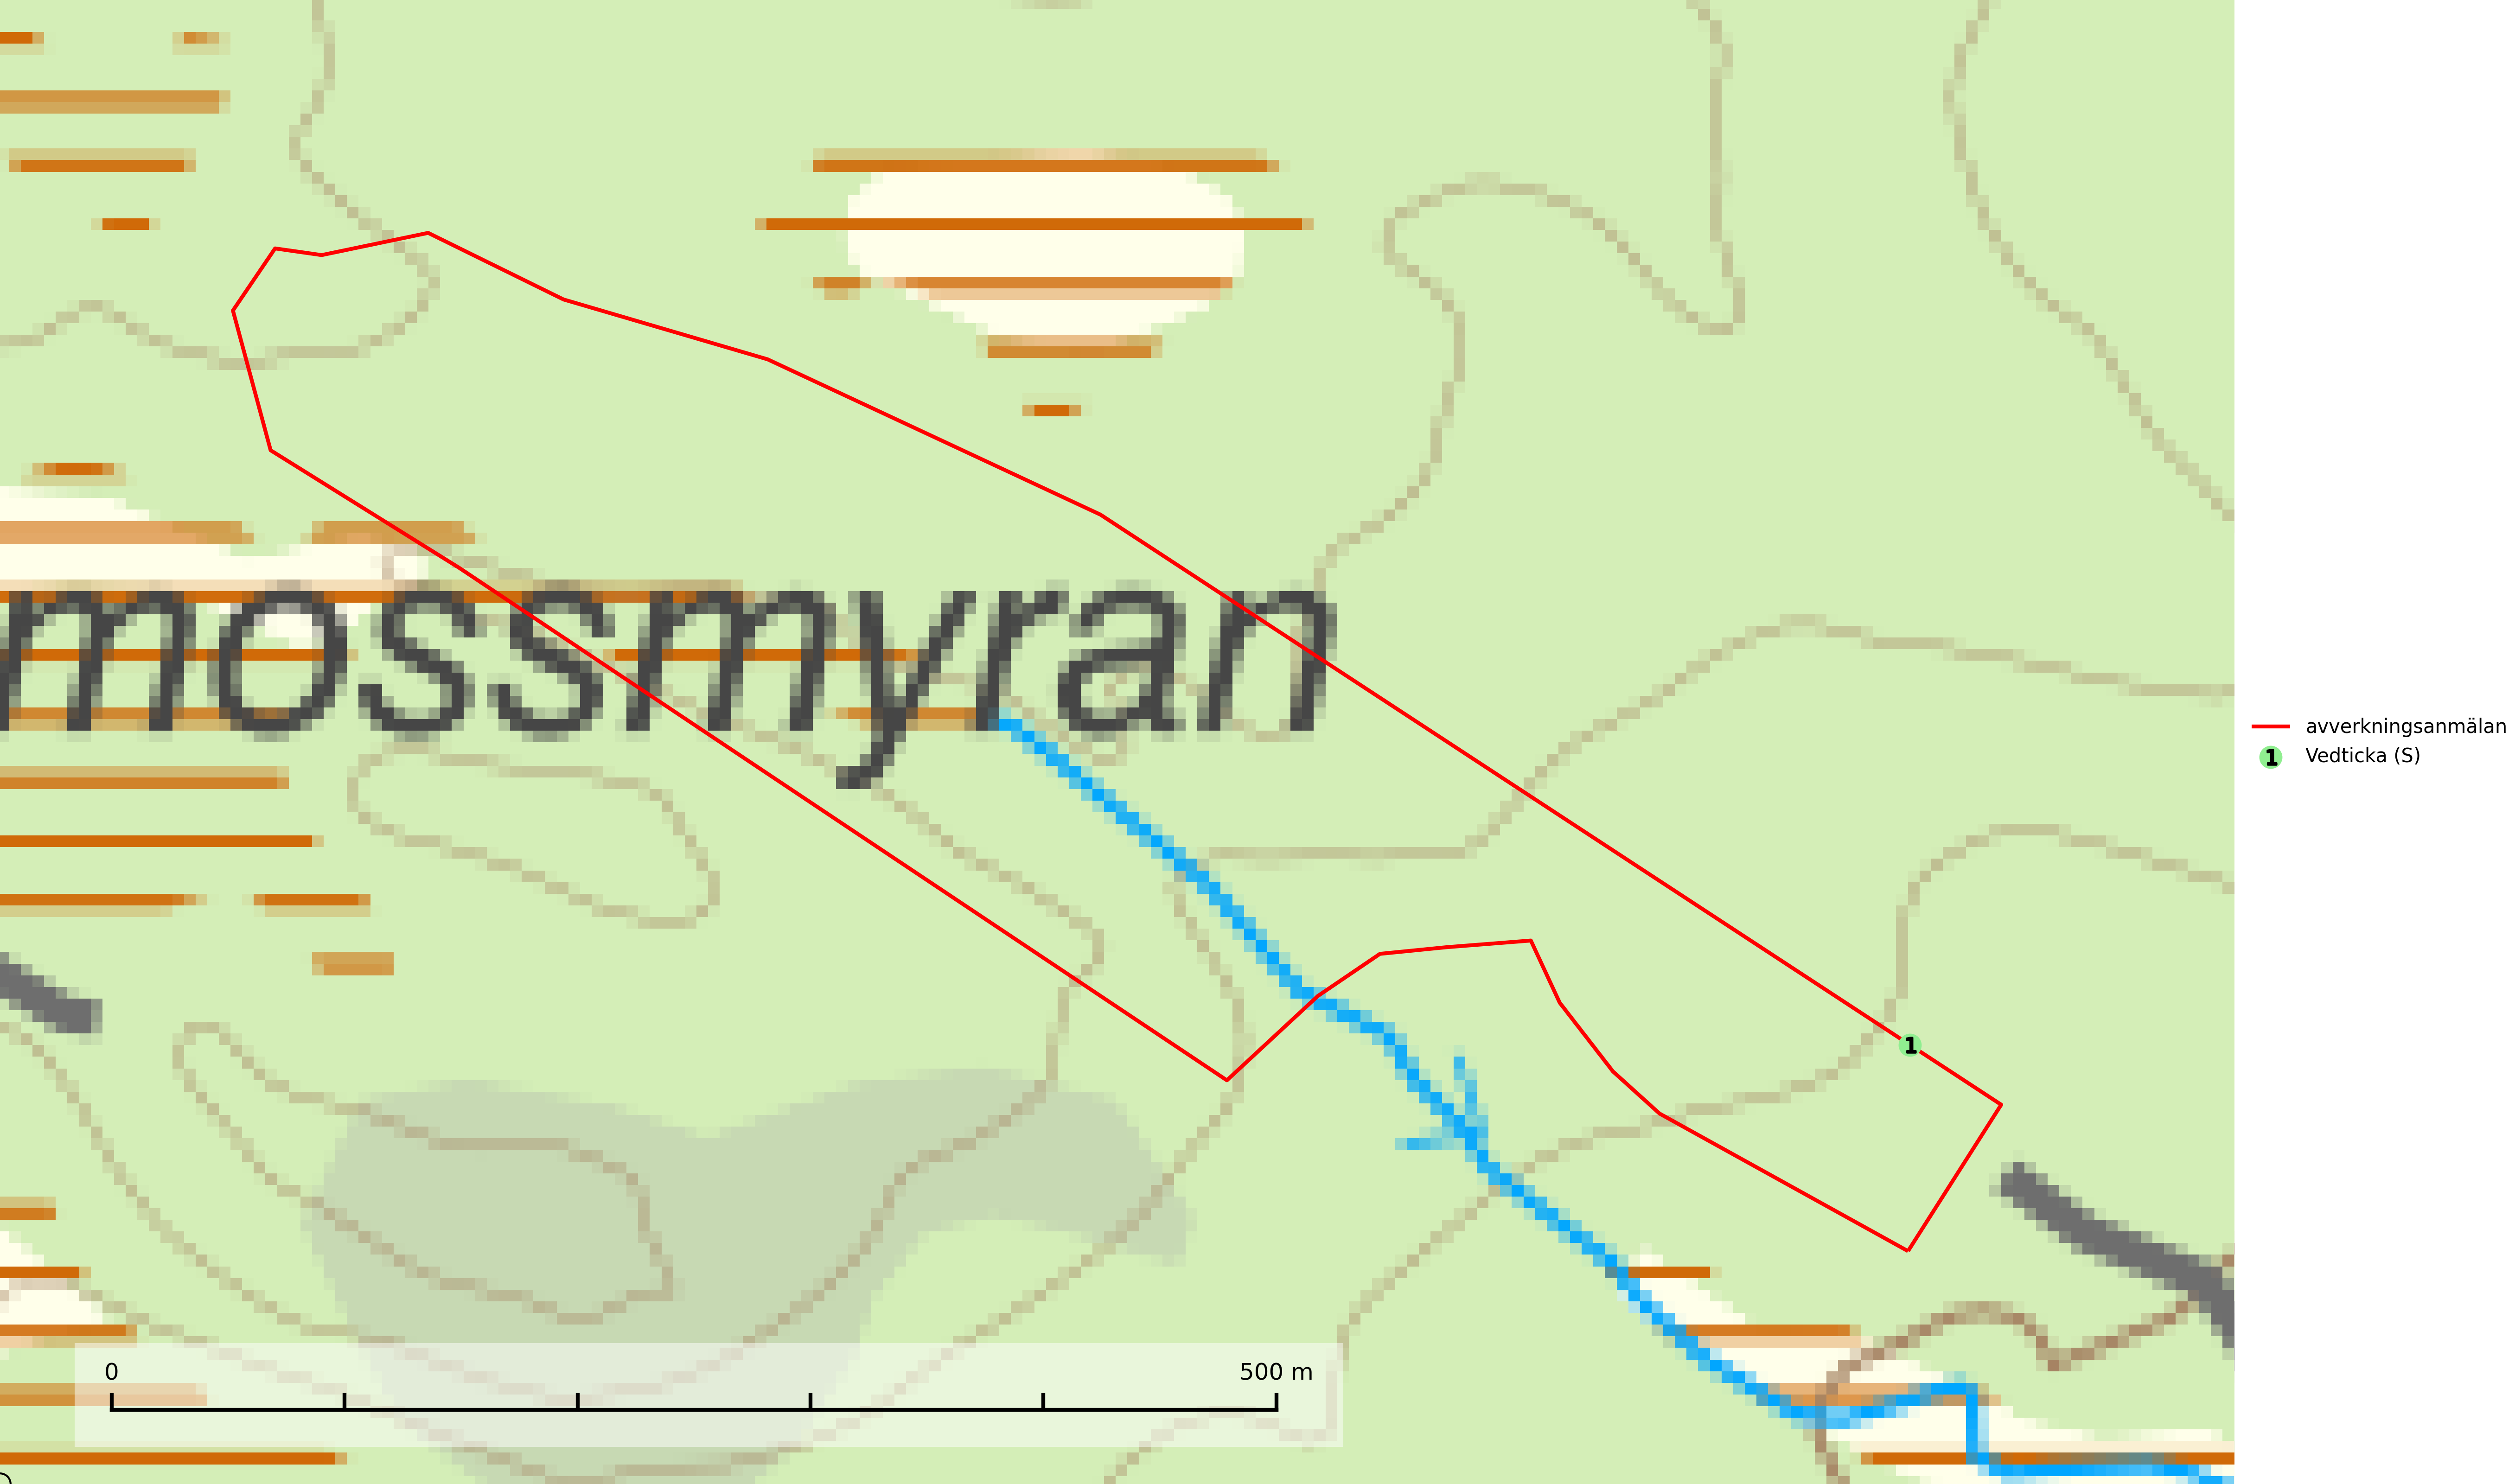 mossmyran
1
avverkningsanmälan
1 Vedticka (S)
0 500 m